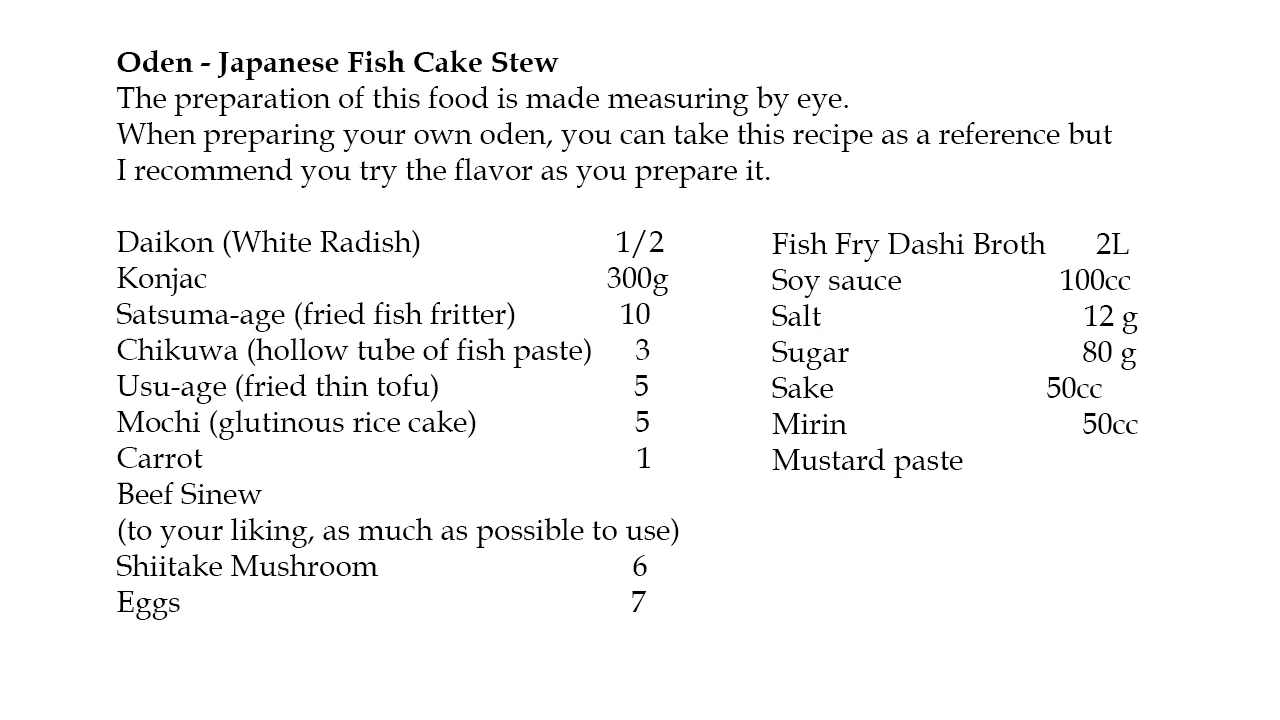 Oden - Japanese Fish Cake Stew
The preparation of this food is made measuring by eye.
When preparing your own oden, you can take this recipe as a reference but
I recommend you try the flavor as you prepare it.
Daikon (White Radish) 1/2
Konjac 300g
Satsuma-age (fried fish fritter) 10
Chikuwa (hollow tube of fish paste) 3
Usu-age (fried thin tofu) 5
Mochi (glutinous rice cake) 5
Carrot 1
Beef Sinew
(to your liking, as much as possible to use)
Shiitake Mushroom 6
Eggs 7
Fish Fry Dashi Broth 2L
Soy sauce 100cc
Salt 12 g
Sugar 80 g
Sake 50cc
Mirin 50cc
Mustard paste